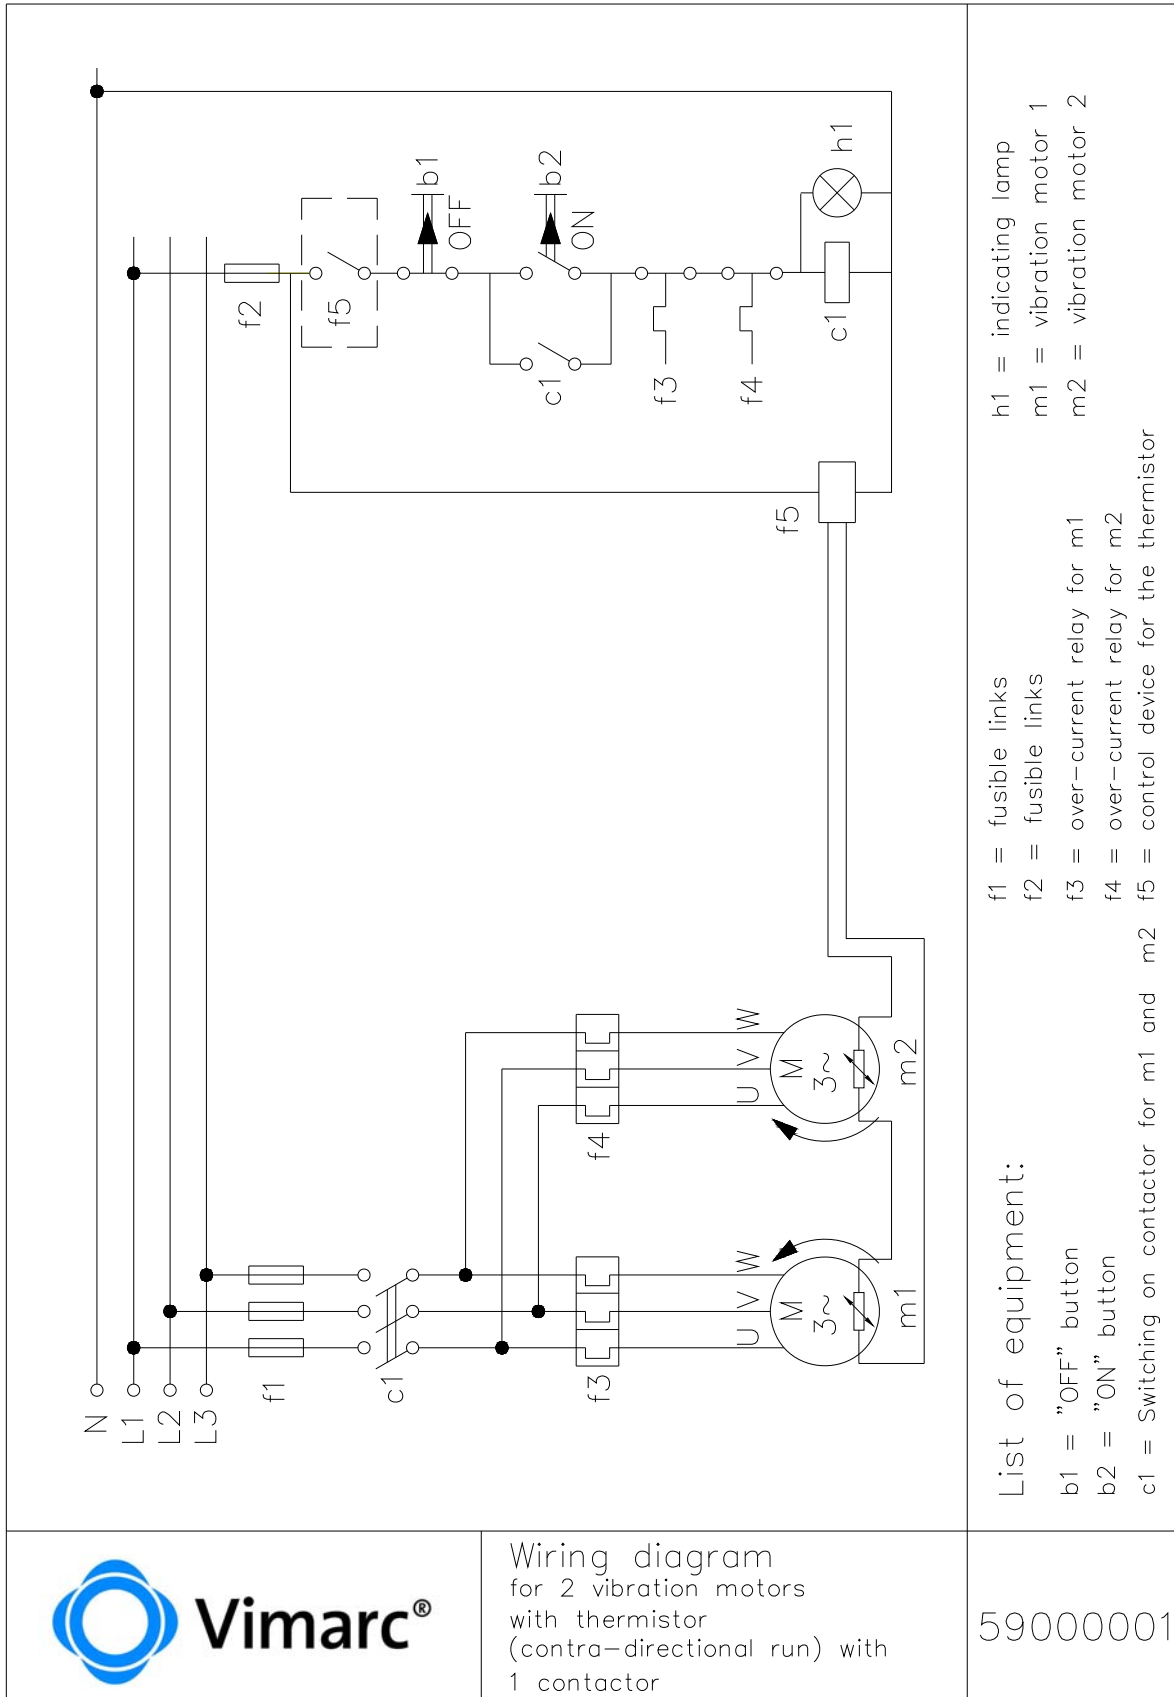 N
L1
L2
L3
f1
c1
f3
f4
U
V
W
M
3~
m1
U
V
W
M
3~
m2
f2
f5
b1
OFF
b2
ON
c1
f3
f4
c1
h1
f5
List of equipment:
b1 = "OFF" button
b2 = "ON" button
c1 = Switching on contactor for m1 and m2
f1 = fusible links
f2 = fusible links
f3 = over-current relay for m1
f4 = over-current relay for m2
f5 = control device for the thermistor
h1 = indicating lamp
m1 = vibration motor 1
m2 = vibration motor 2
Vimarc®
Wiring diagram
for 2 vibration motors
with thermistor
(contra-directional run) with
1 contactor
59000001